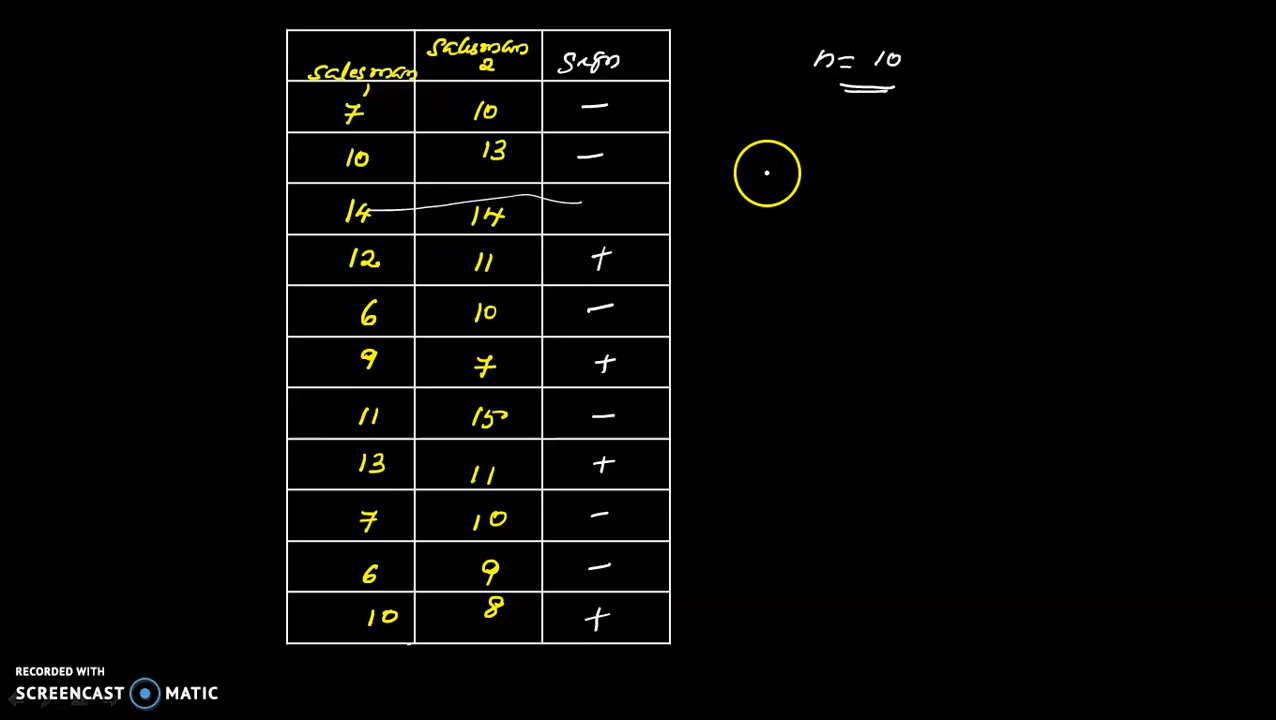 salesman 1 salesman 2 sign
7 10 −
10 13 −
14 14
12 11 +
6 10 −
9 7 +
11 15 −
13 11 +
7 10 −
6 9 −
10 8 +
n = 10
RECORDED WITH
SCREENCAST MATIC